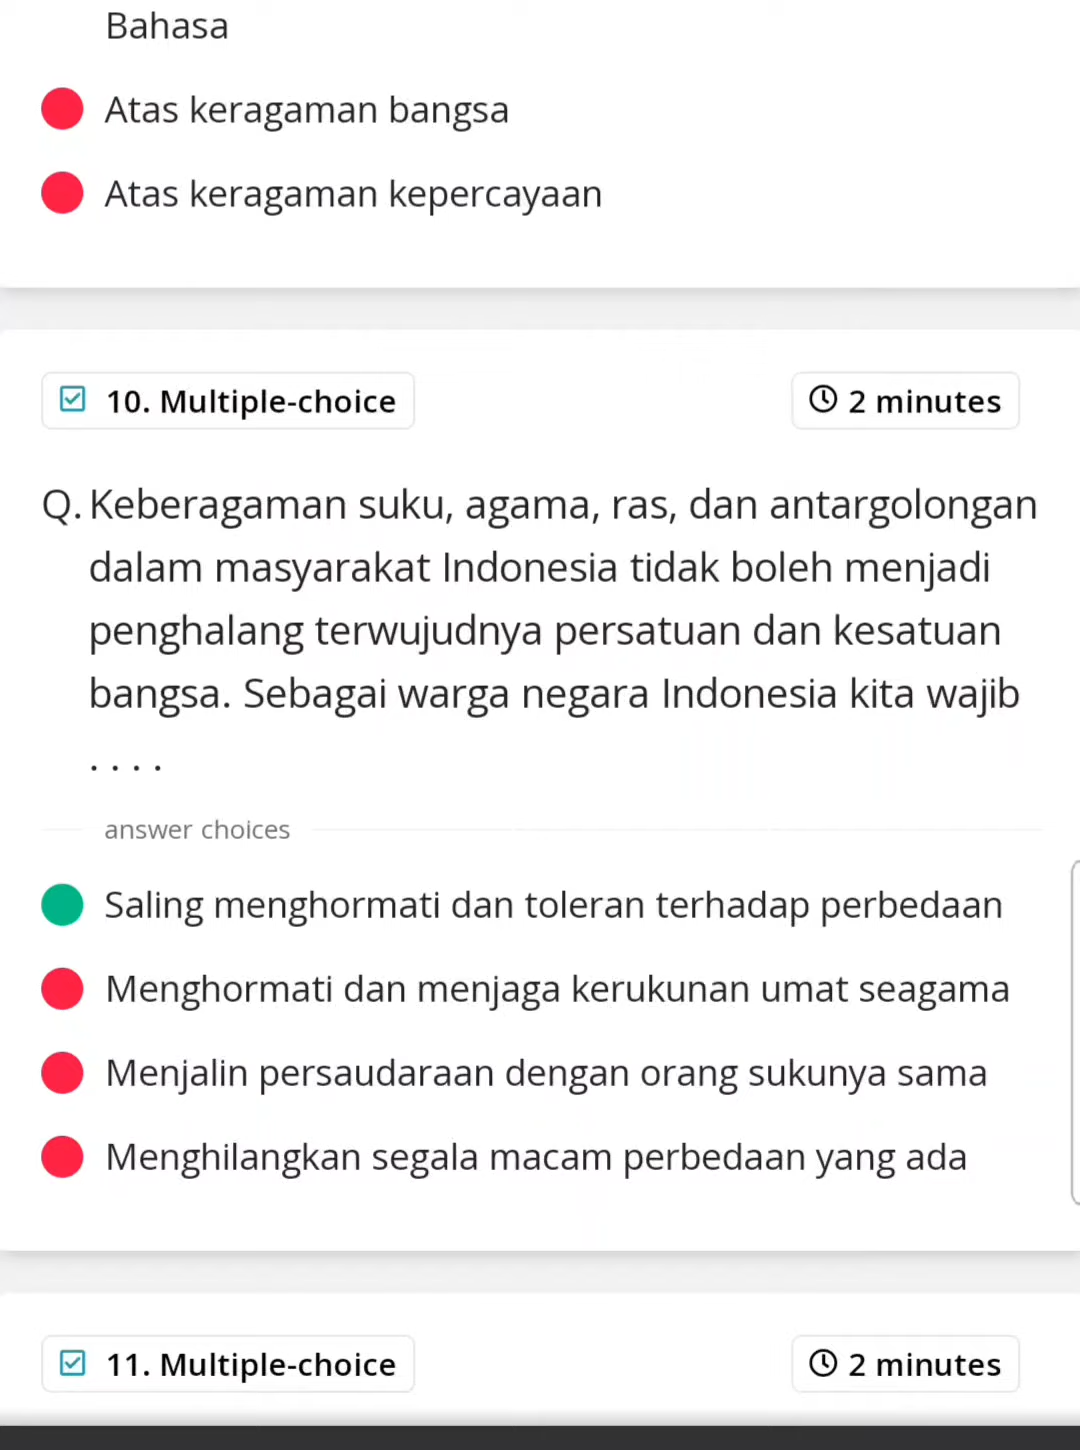 Bahasa
Atas keragaman bangsa
Atas keragaman kepercayaan
10. Multiple-choice
2 minutes
Q. Keberagaman suku, agama, ras, dan antargolongan
dalam masyarakat Indonesia tidak boleh menjadi
penghalang terwujudnya persatuan dan kesatuan
bangsa. Sebagai warga negara Indonesia kita wajib
. . . .
answer choices
Saling menghormati dan toleran terhadap perbedaan
Menghormati dan menjaga kerukunan umat seagama
Menjalin persaudaraan dengan orang sukunya sama
Menghilangkan segala macam perbedaan yang ada
11. Multiple-choice
2 minutes